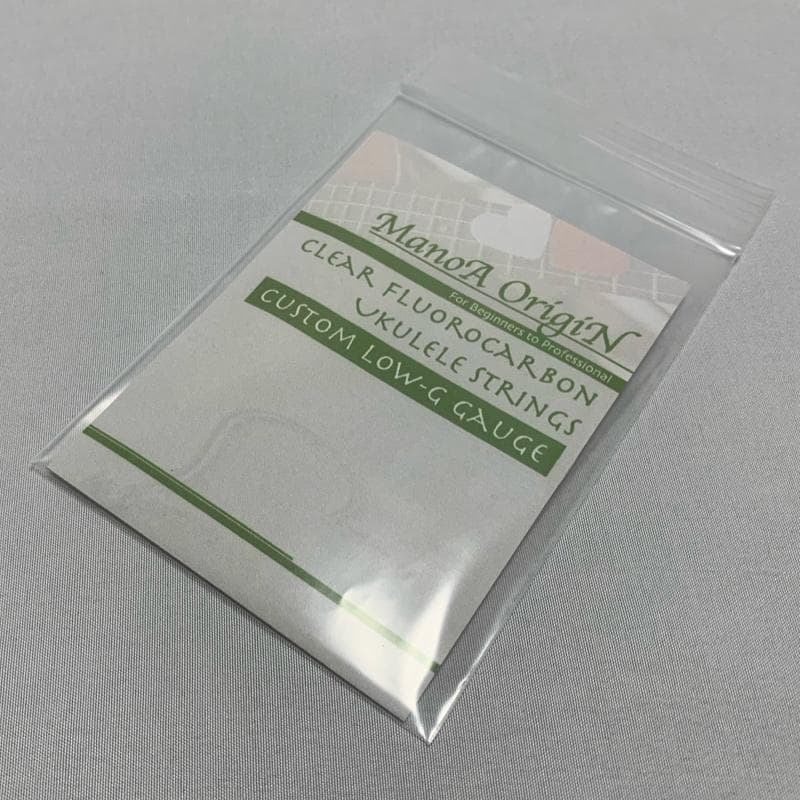 ManoA OrigiN
For Beginners to Professional
CLEAR FLUOROCARBON
UKULELE STRINGS
CUSTOM LOW-G GAUGE